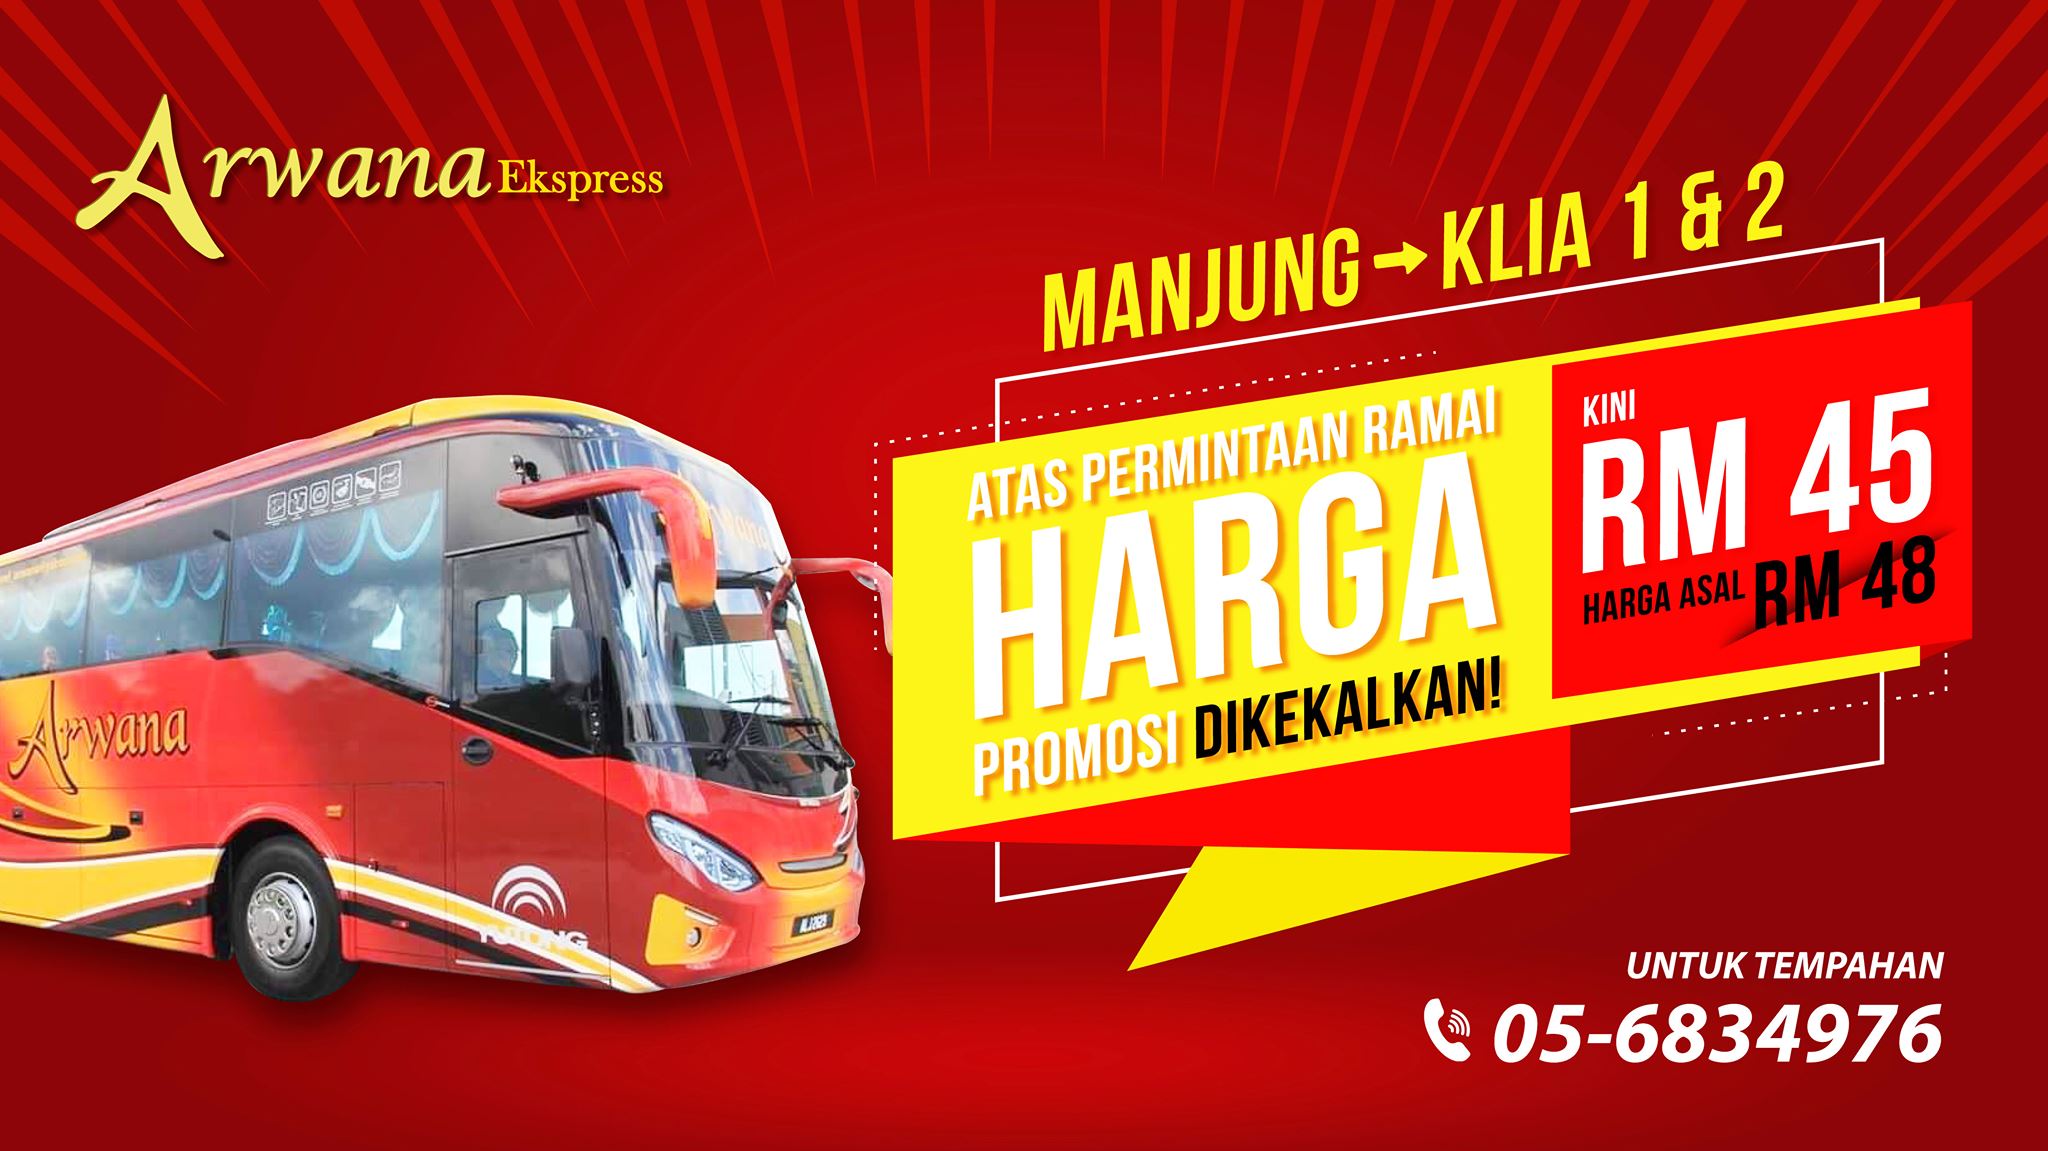 Arwana Ekspress
MANJUNG → KLIA 1 & 2
ATAS PERMINTAAN RAMAI
HARGA
PROMOSI DIKEKALKAN!
KINI
RM 45
HARGA ASAL RM 48
Arwana
YUTONG
UNTUK TEMPAHAN
05-6834976